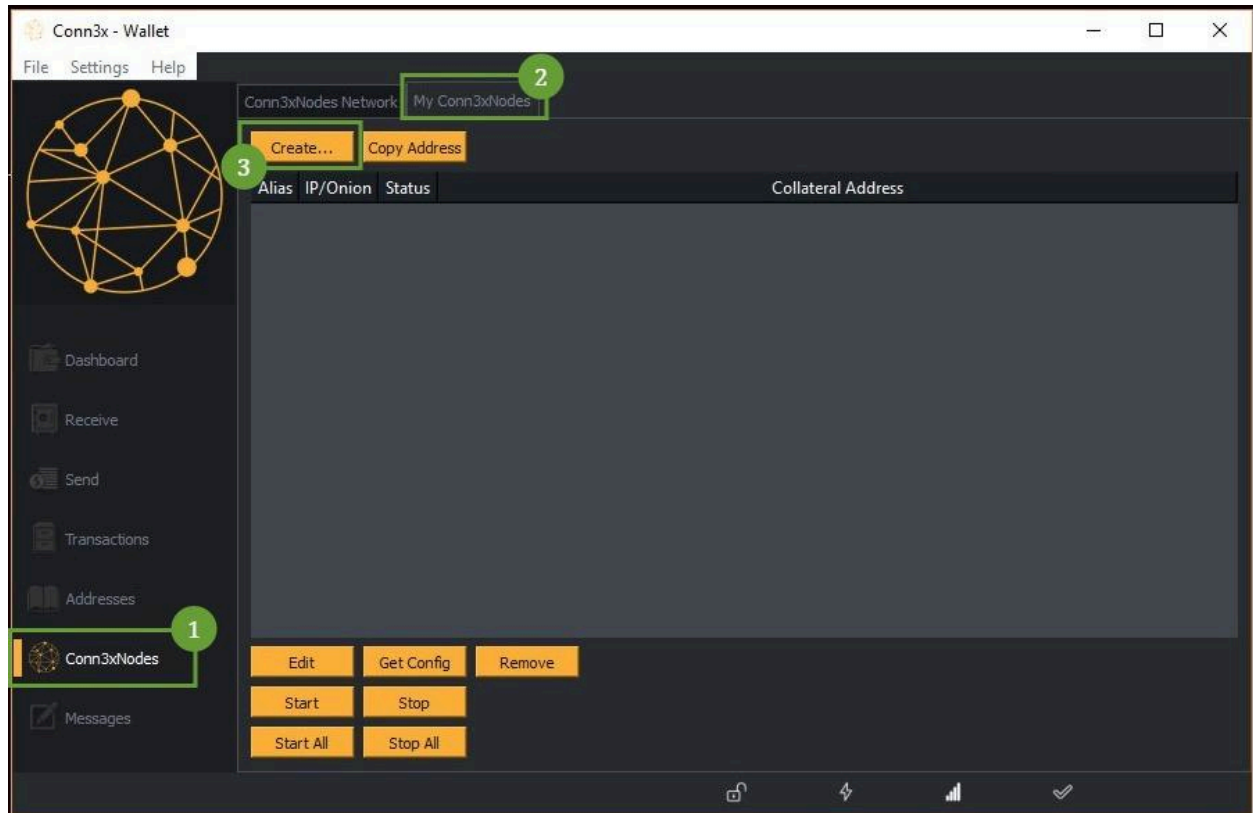 Conn3x - Wallet
File Settings Help
2
Conn3xNodes Network My Conn3xNodes
3
Create... Copy Address
Alias IP/Onion Status Collateral Address
Dashboard
Receive
Send
Transactions
Addresses
1
Conn3xNodes
Messages
Edit Get Config Remove
Start Stop
Start All Stop All